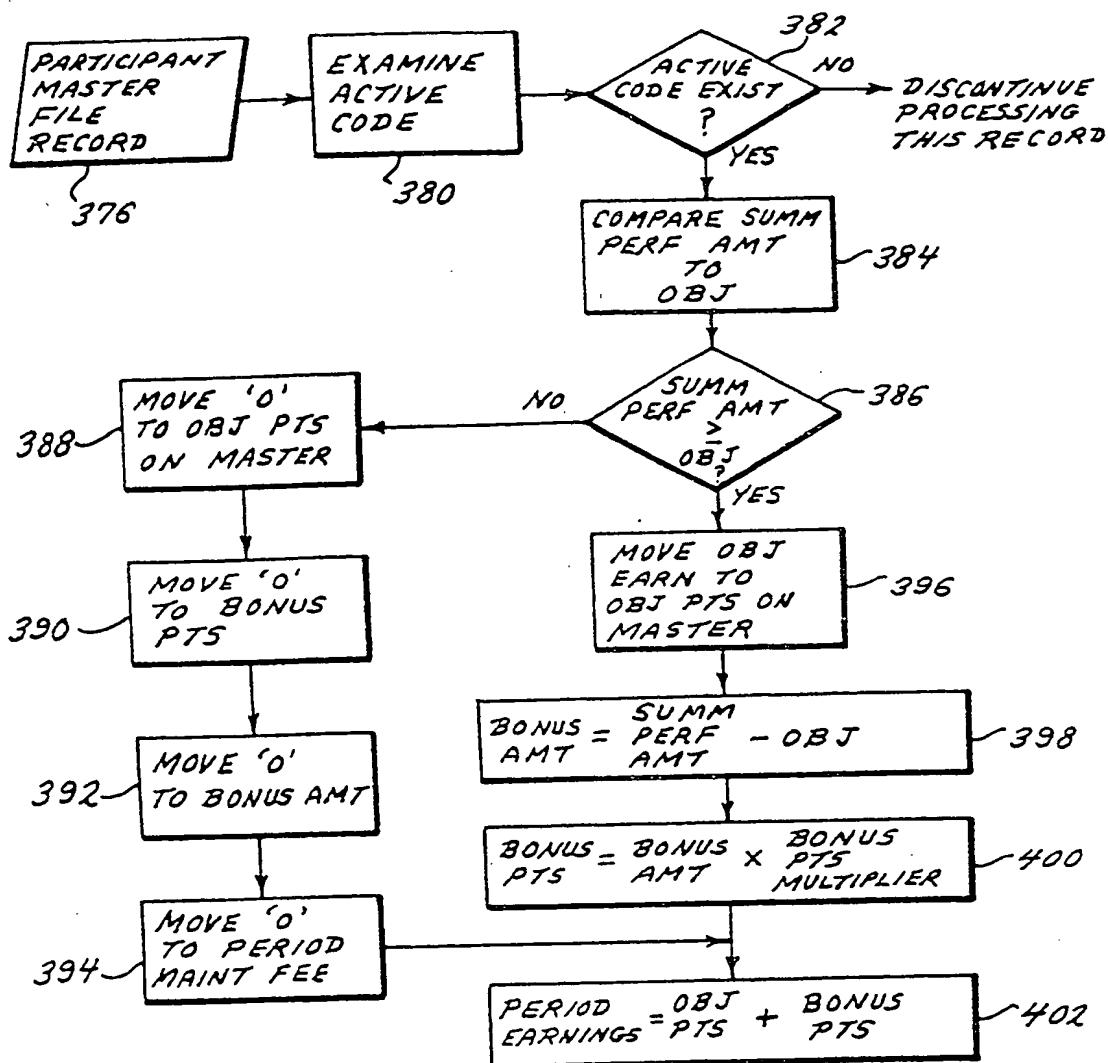 PARTICIPANT
MASTER
FILE
RECORD
376
EXAMINE
ACTIVE
CODE
380
ACTIVE
CODE EXIST
?
382
NO
DISCONTINUE
PROCESSING
THIS RECORD
YES
COMPARE SUMM
PERF AMT
TO
OBJ
384
SUMM
PERF AMT
≥
OBJ
?
386
NO
YES
MOVE 'O'
TO OBJ PTS
ON MASTER
388
MOVE 'O'
TO BONUS
PTS
390
MOVE 'O'
TO BONUS AMT
392
MOVE 'O'
TO PERIOD
MAINT FEE
394
MOVE OBJ
EARN TO
OBJ PTS ON
MASTER
396
BONUS AMT = SUMM PERF AMT - OBJ
398
BONUS PTS = BONUS AMT × BONUS PTS MULTIPLIER
400
PERIOD EARNINGS = OBJ PTS + BONUS PTS
402